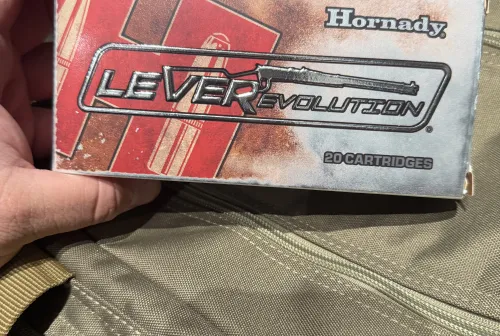 Hornady
LEVERevolution
®
20 CARTRIDGES